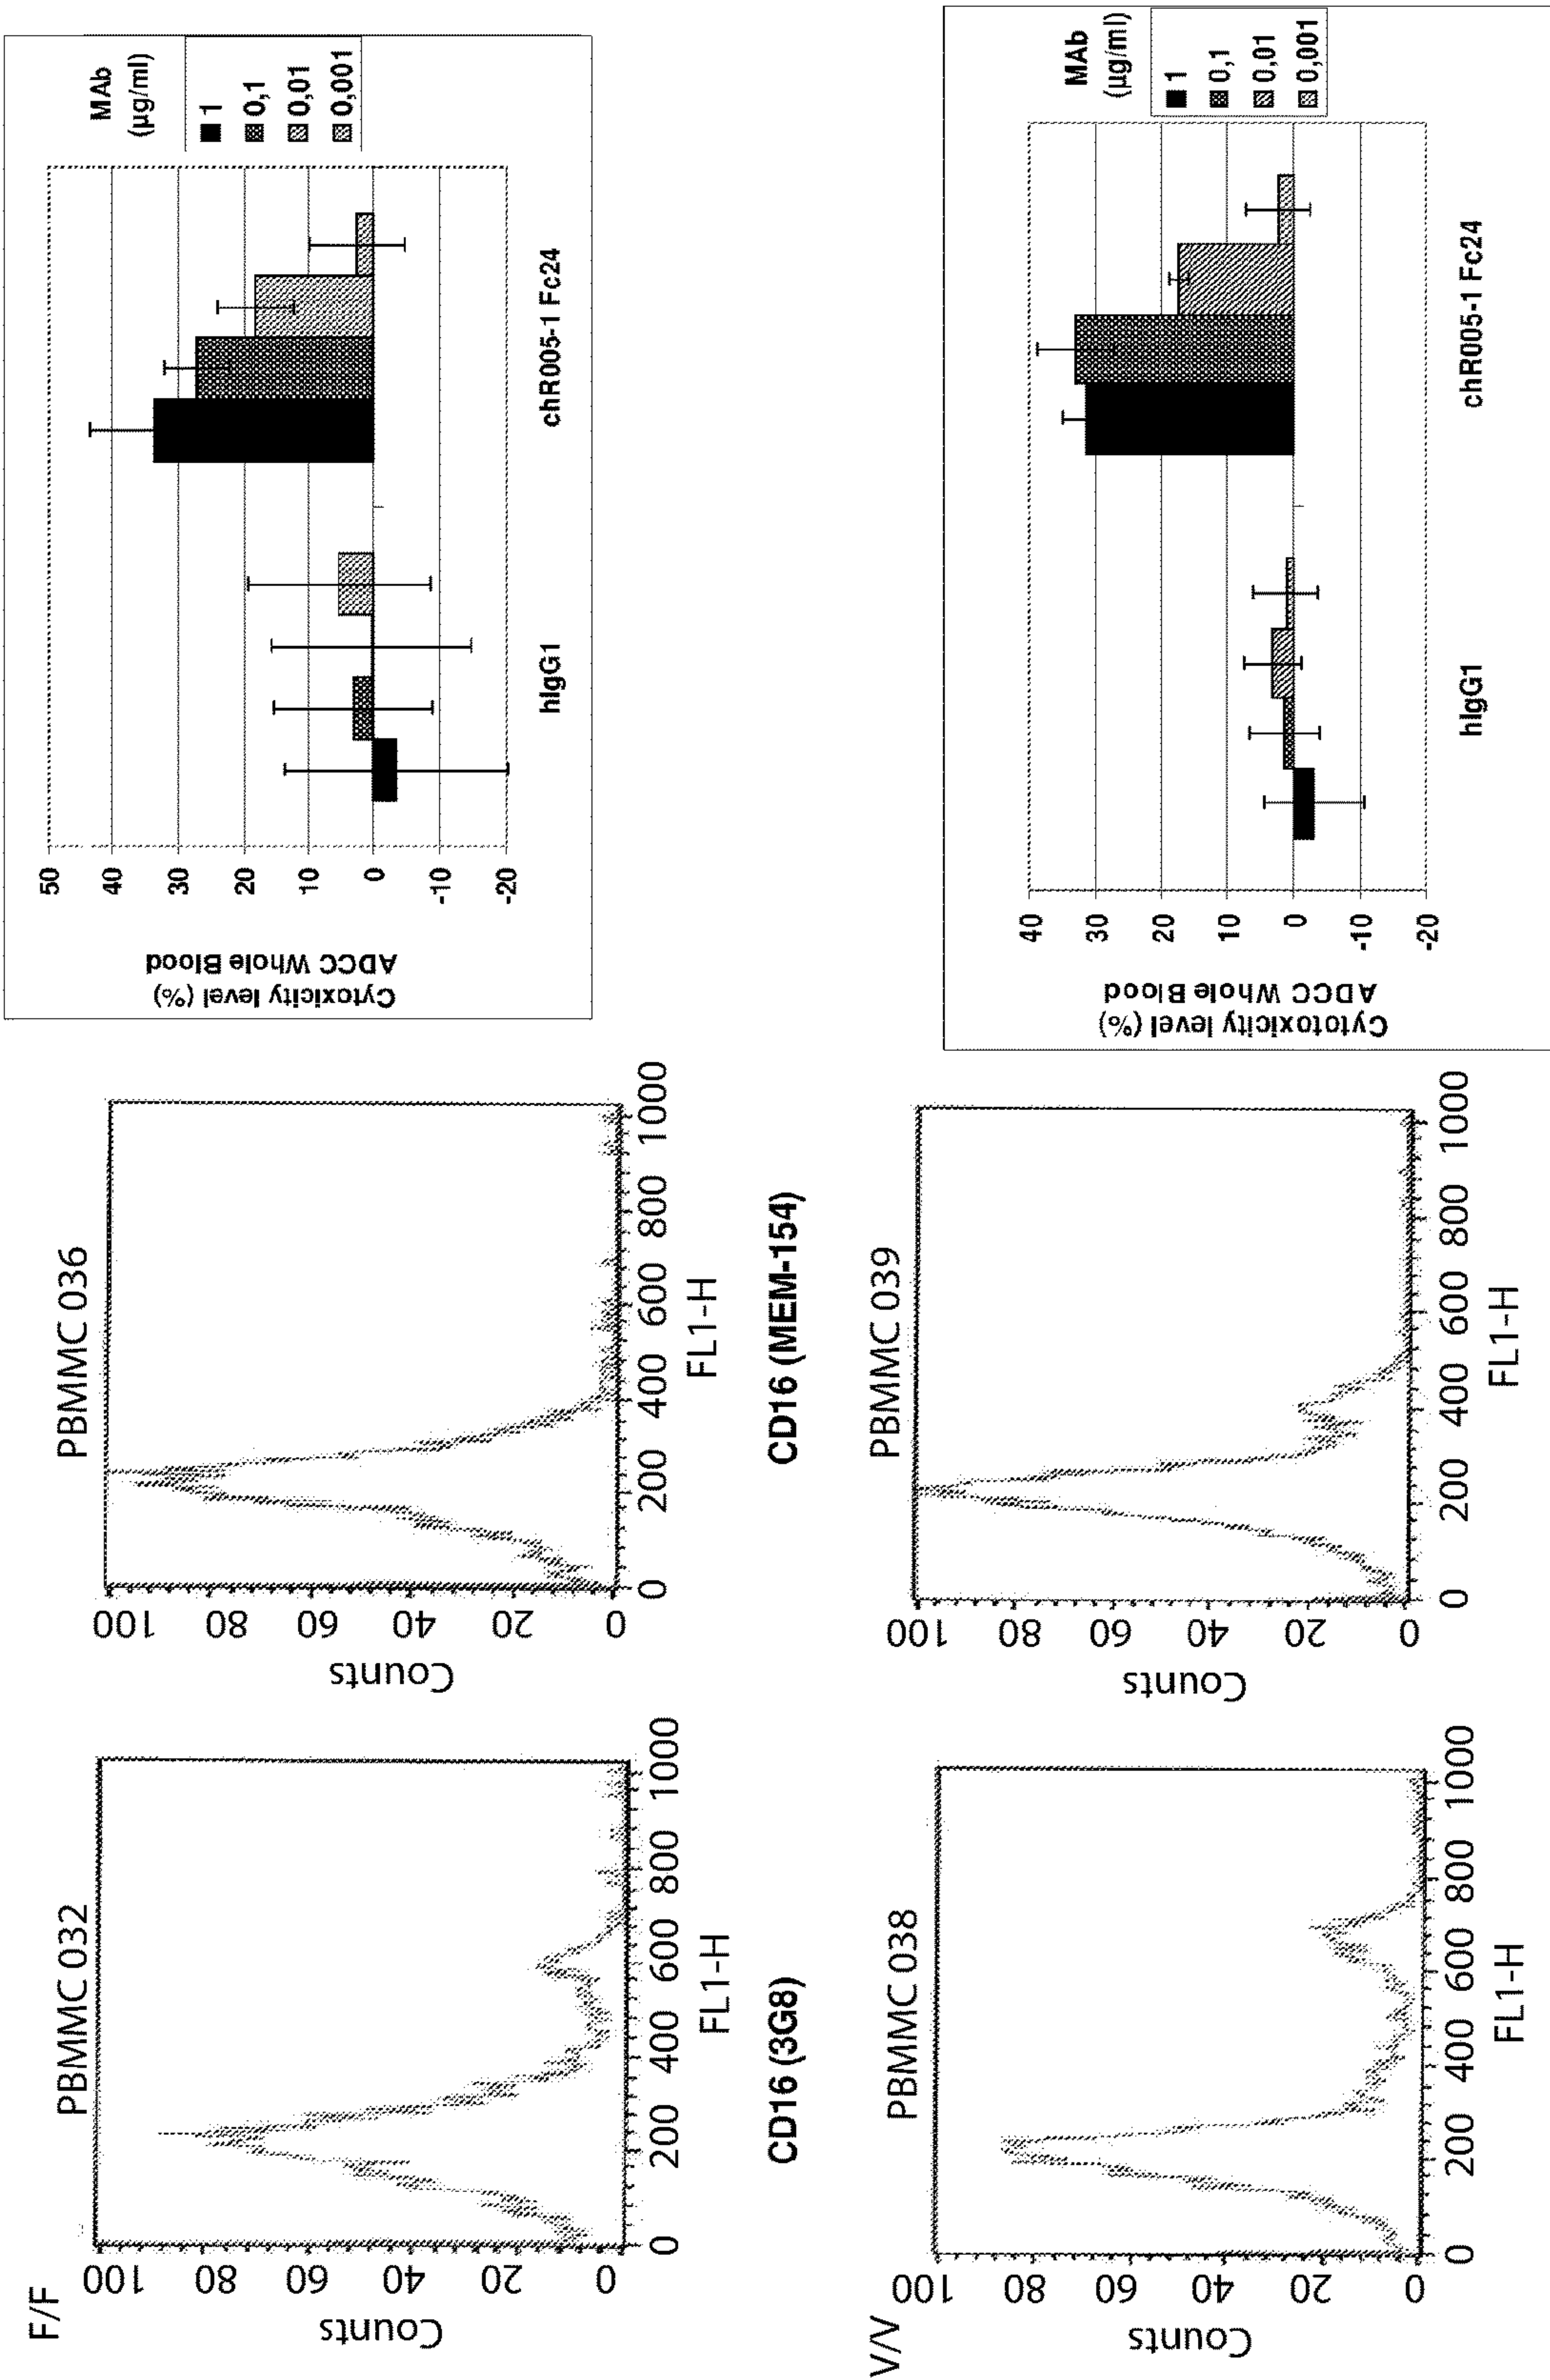 F/F
PBMMC 032
Counts
100
80
60
40
20
0
0 200 400 600 800 1000
FL1-H
PBMMC 036
Counts
100
80
60
40
20
0
0 200 400 600 800 1000
FL1-H
Cytoxicity level (%)
ADCC Whole Blood
50
40
30
20
10
0
-10
-20
hIgG1 chR005-1 Fc24
MAb
(µg/ml)
1
0,1
0,01
0,001
CD16 (3G8) CD16 (MEM-154)
V/V
PBMMC 038
Counts
100
80
60
40
20
0
0 200 400 600 800 1000
FL1-H
PBMMC 039
Counts
100
80
60
40
20
0
0 200 400 600 800 1000
FL1-H
Cytotoxicity level (%)
ADCC Whole Blood
40
30
20
10
0
-10
-20
hIgG1 chR005-1 Fc24
MAb
(µg/ml)
1
0,1
0,01
0,001